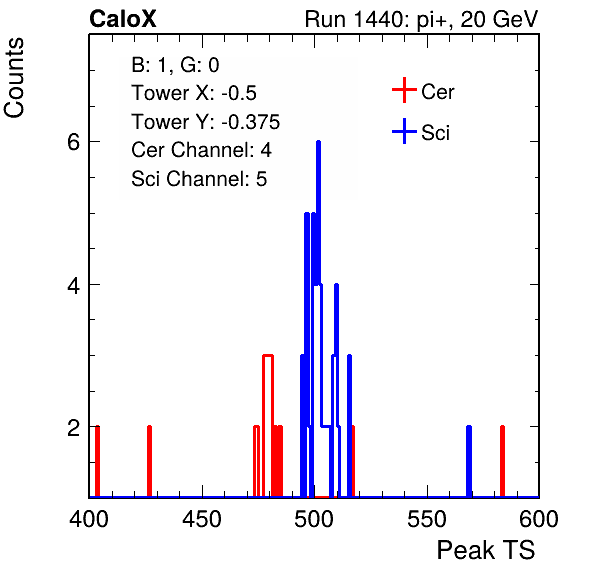 CaloX Run 1440: pi+, 20 GeV
Counts
B: 1, G: 0
Tower X: -0.5
Tower Y: -0.375
Cer Channel: 4
Sci Channel: 5
Cer
Sci
6
4
2
400 450 500 550 600
Peak TS